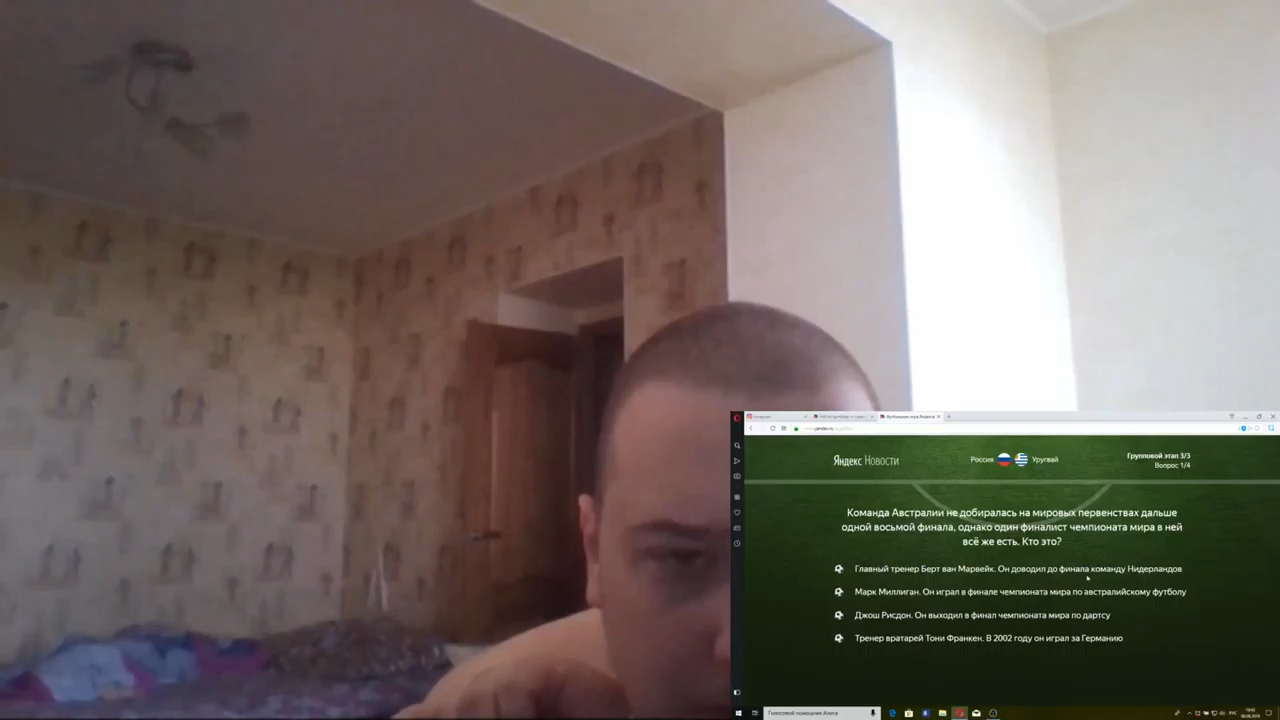 Яндекс Новости
Россия Уругвай
Групповой этап 3/3
Вопрос 1/4
Команда Австралии не добиралась на мировых первенствах дальше
одной восьмой финала, однако один финалист чемпионата мира в ней
всё же есть. Кто это?
Главный тренер Берт ван Марвейк. Он доводил до финала команду Нидерландов
Марк Миллиган. Он играл в финале чемпионата мира по австралийскому футболу
Джош Рисдон. Он выходил в финал чемпионата мира по дартсу
Тренер вратарей Тони Франкен. В 2002 году он играл за Германию
Голосовой помощник Алиса